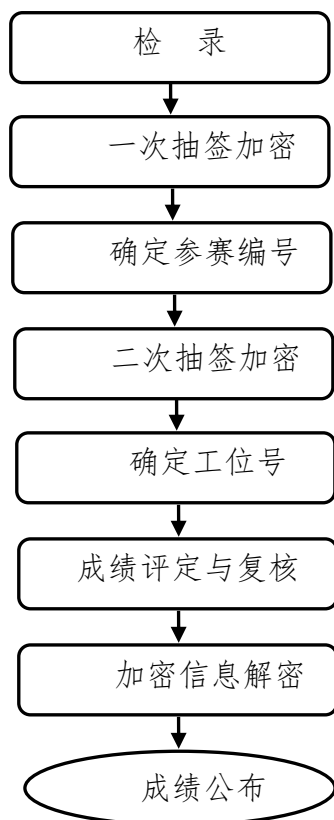 检 录
一次抽签加密
确定参赛编号
二次抽签加密
确定工位号
成绩评定与复核
加密信息解密
成绩公布